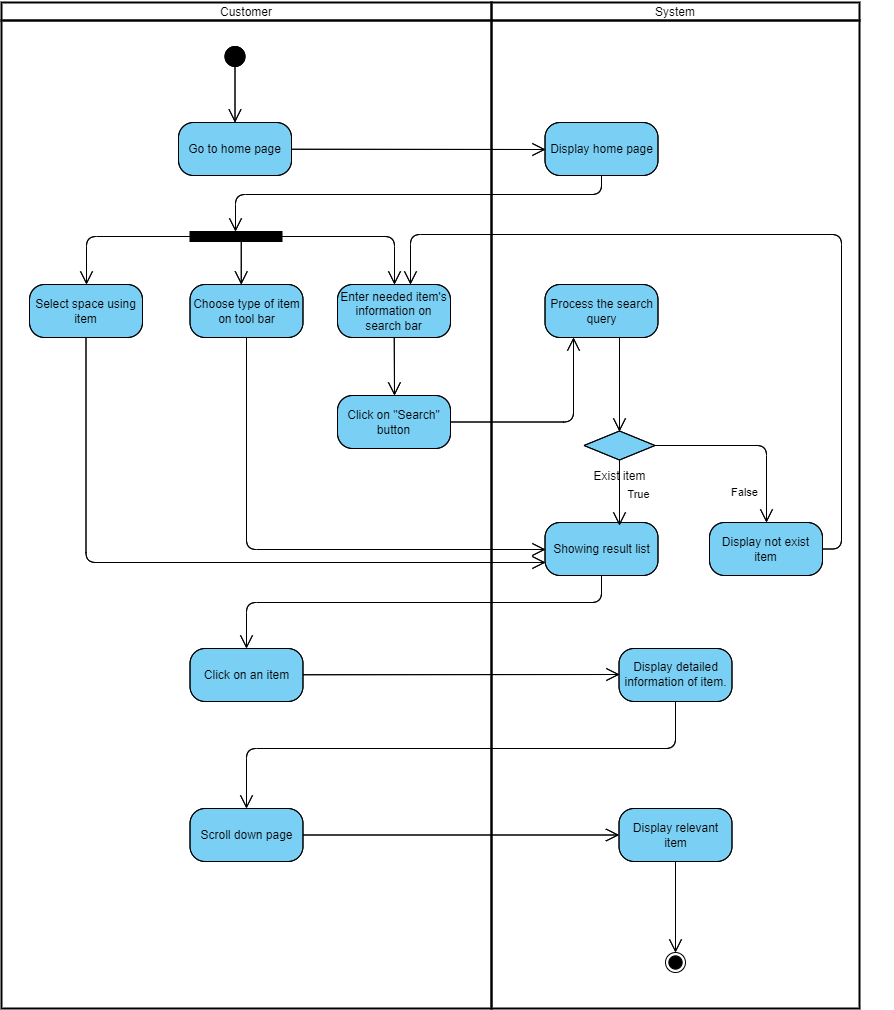 Customer
System
Go to home page
Display home page
Select space using
item
Choose type of item
on tool bar
Enter needed item's
information on
search bar
Process the search
query
Click on "Search"
button
Exist item
True
False
Showing result list
Display not exist
item
Click on an item
Display detailed
information of item.
Scroll down page
Display relevant
item